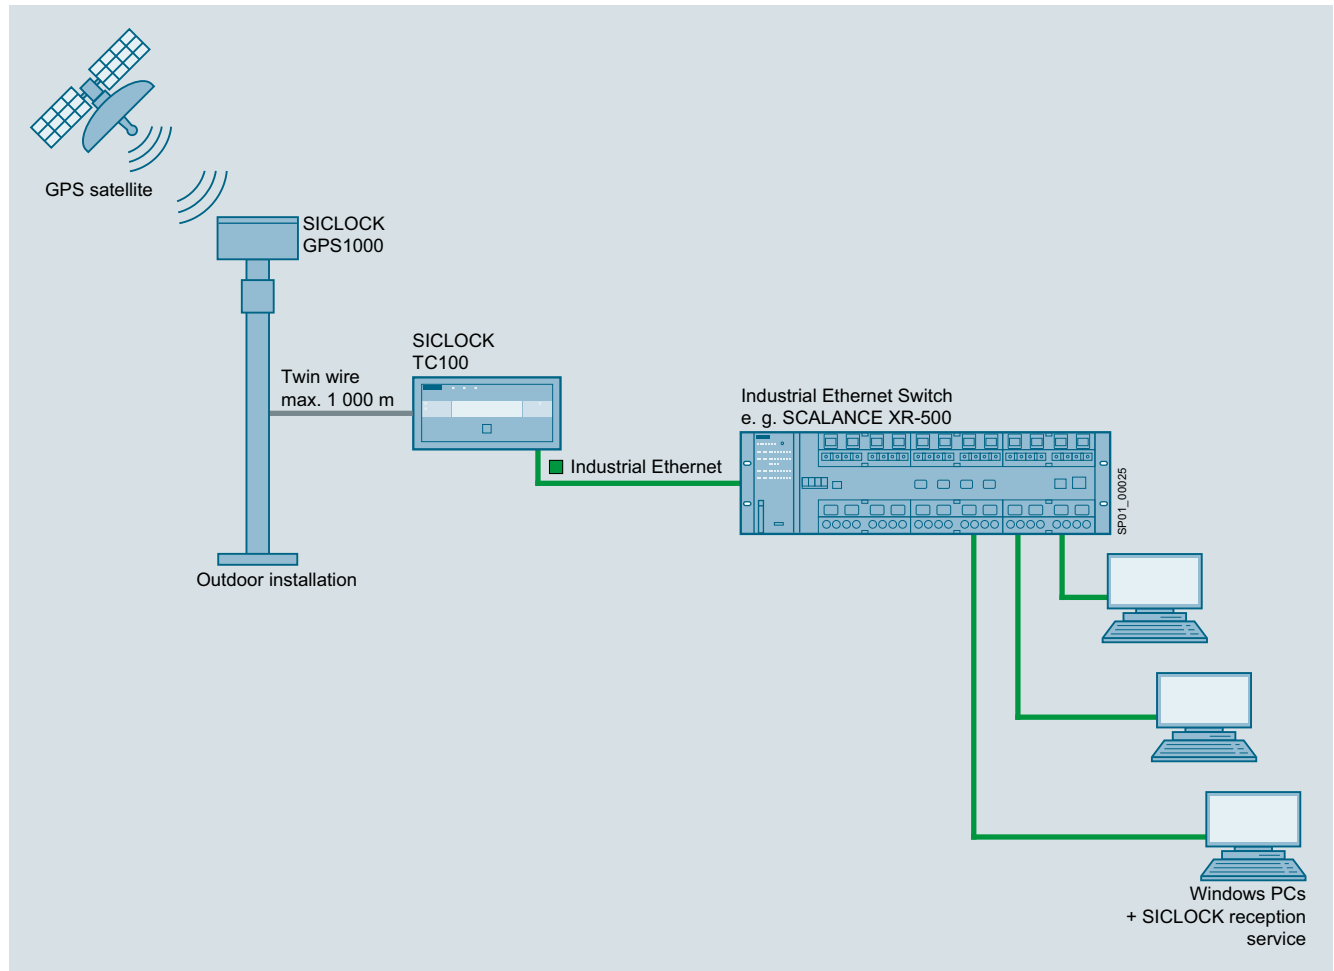 GPS satellite
SICLOCK
GPS1000
SICLOCK
TC100
Twin wire
max. 1 000 m
Industrial Ethernet Switch
e. g. SCALANCE XR-500
Industrial Ethernet
SP01_00025
Outdoor installation
Windows PCs
+ SICLOCK reception
service